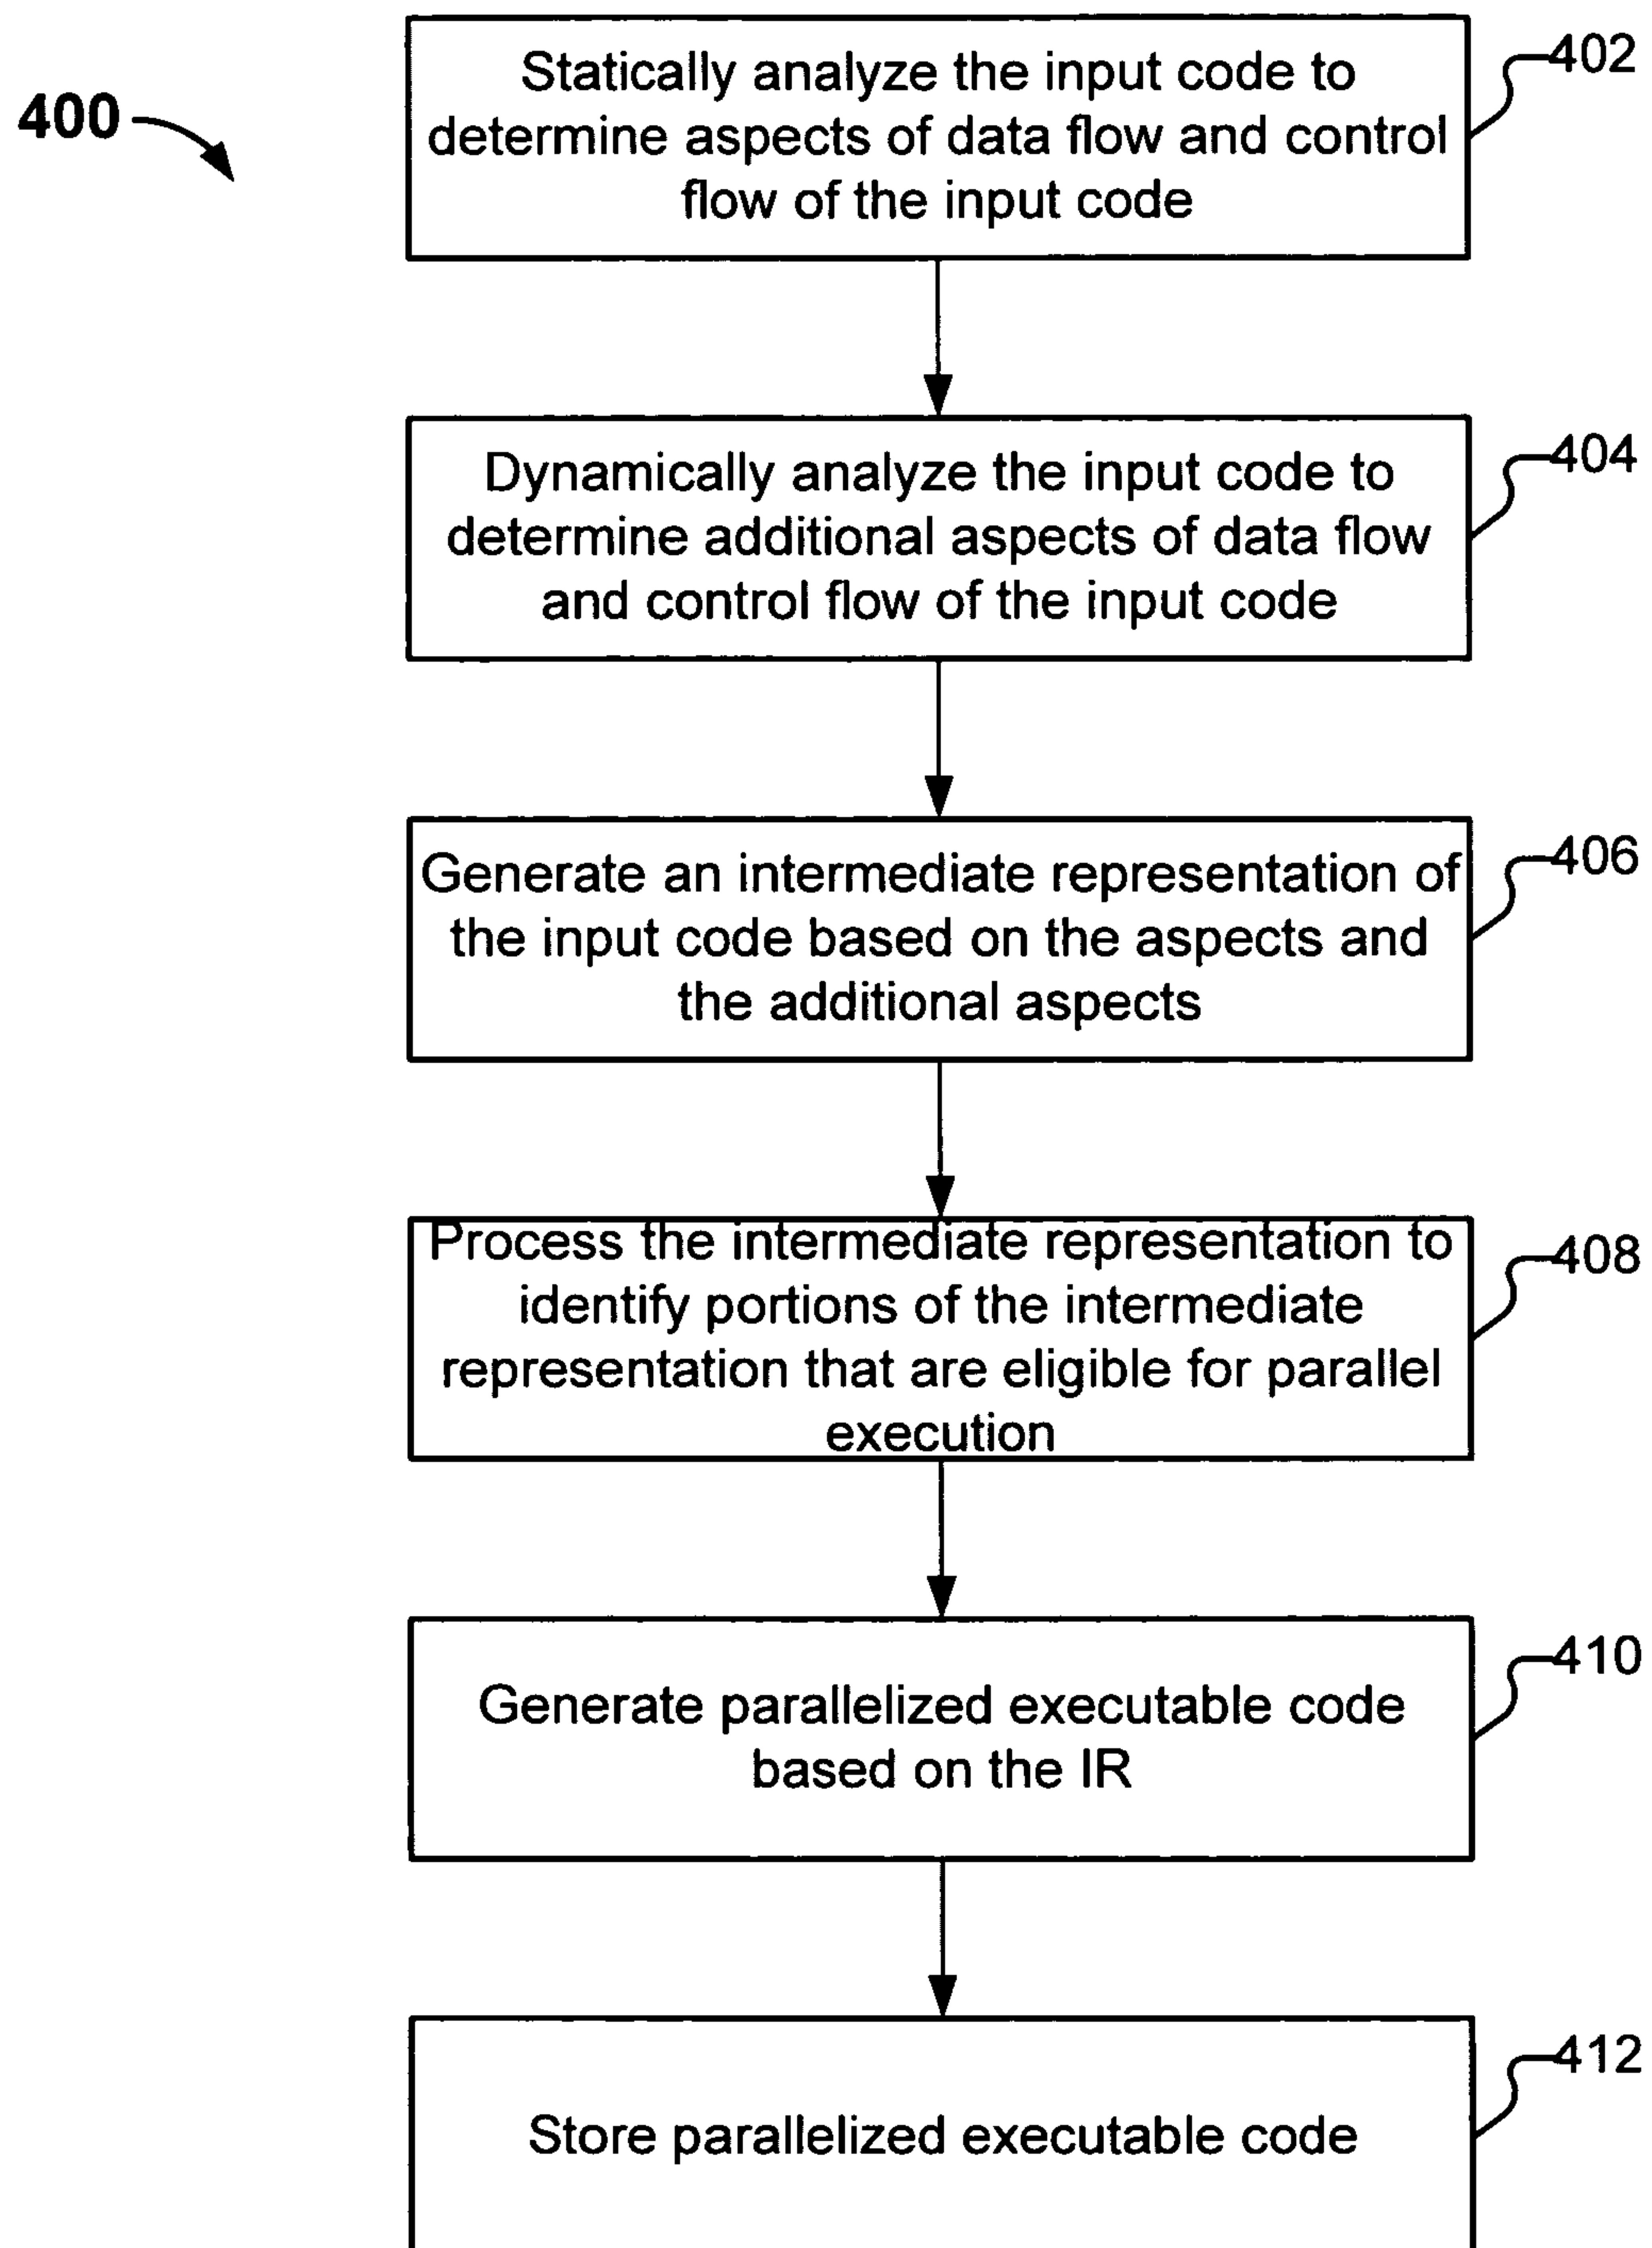 400
Statically analyze the input code to
determine aspects of data flow and control
flow of the input code
402
Dynamically analyze the input code to
determine additional aspects of data flow
and control flow of the input code
404
Generate an intermediate representation of
the input code based on the aspects and
the additional aspects
406
Process the intermediate representation to
identify portions of the intermediate
representation that are eligible for parallel
execution
408
Generate parallelized executable code
based on the IR
410
Store parallelized executable code
412